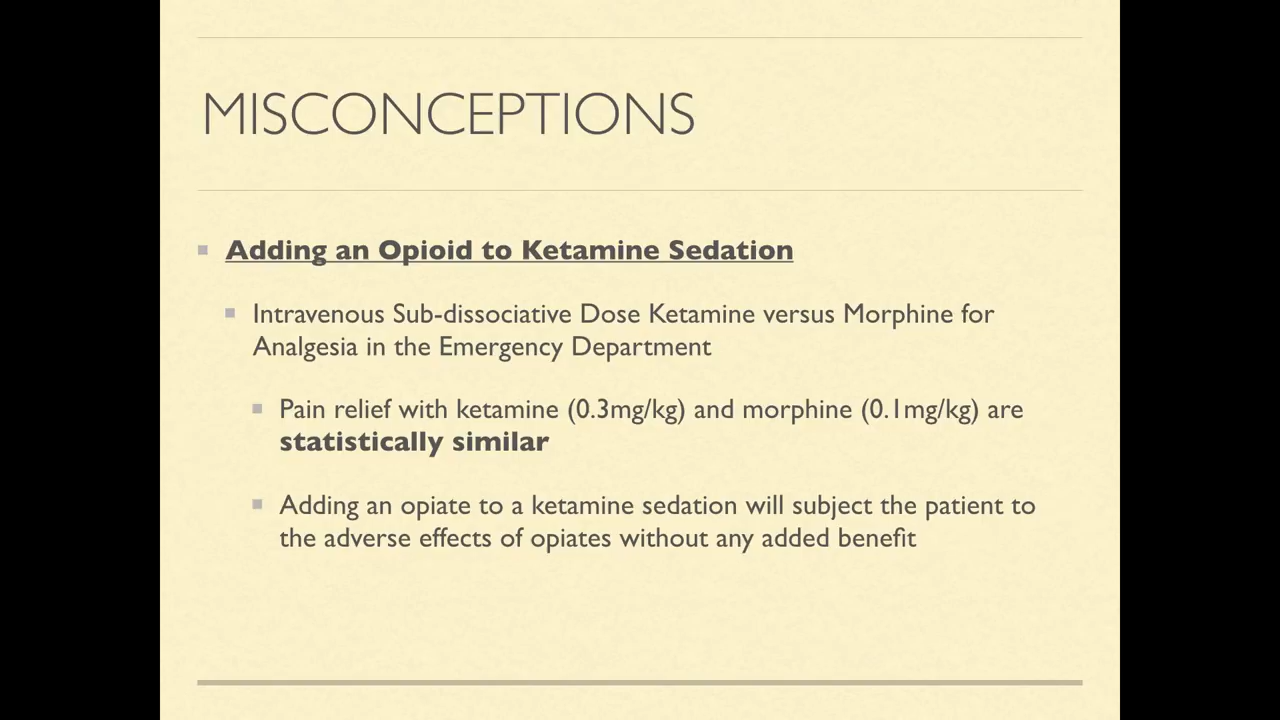 MISCONCEPTIONS
Adding an Opioid to Ketamine Sedation
Intravenous Sub-dissociative Dose Ketamine versus Morphine for
Analgesia in the Emergency Department
Pain relief with ketamine (0.3mg/kg) and morphine (0.1mg/kg) are
statistically similar
Adding an opiate to a ketamine sedation will subject the patient to
the adverse effects of opiates without any added benefit